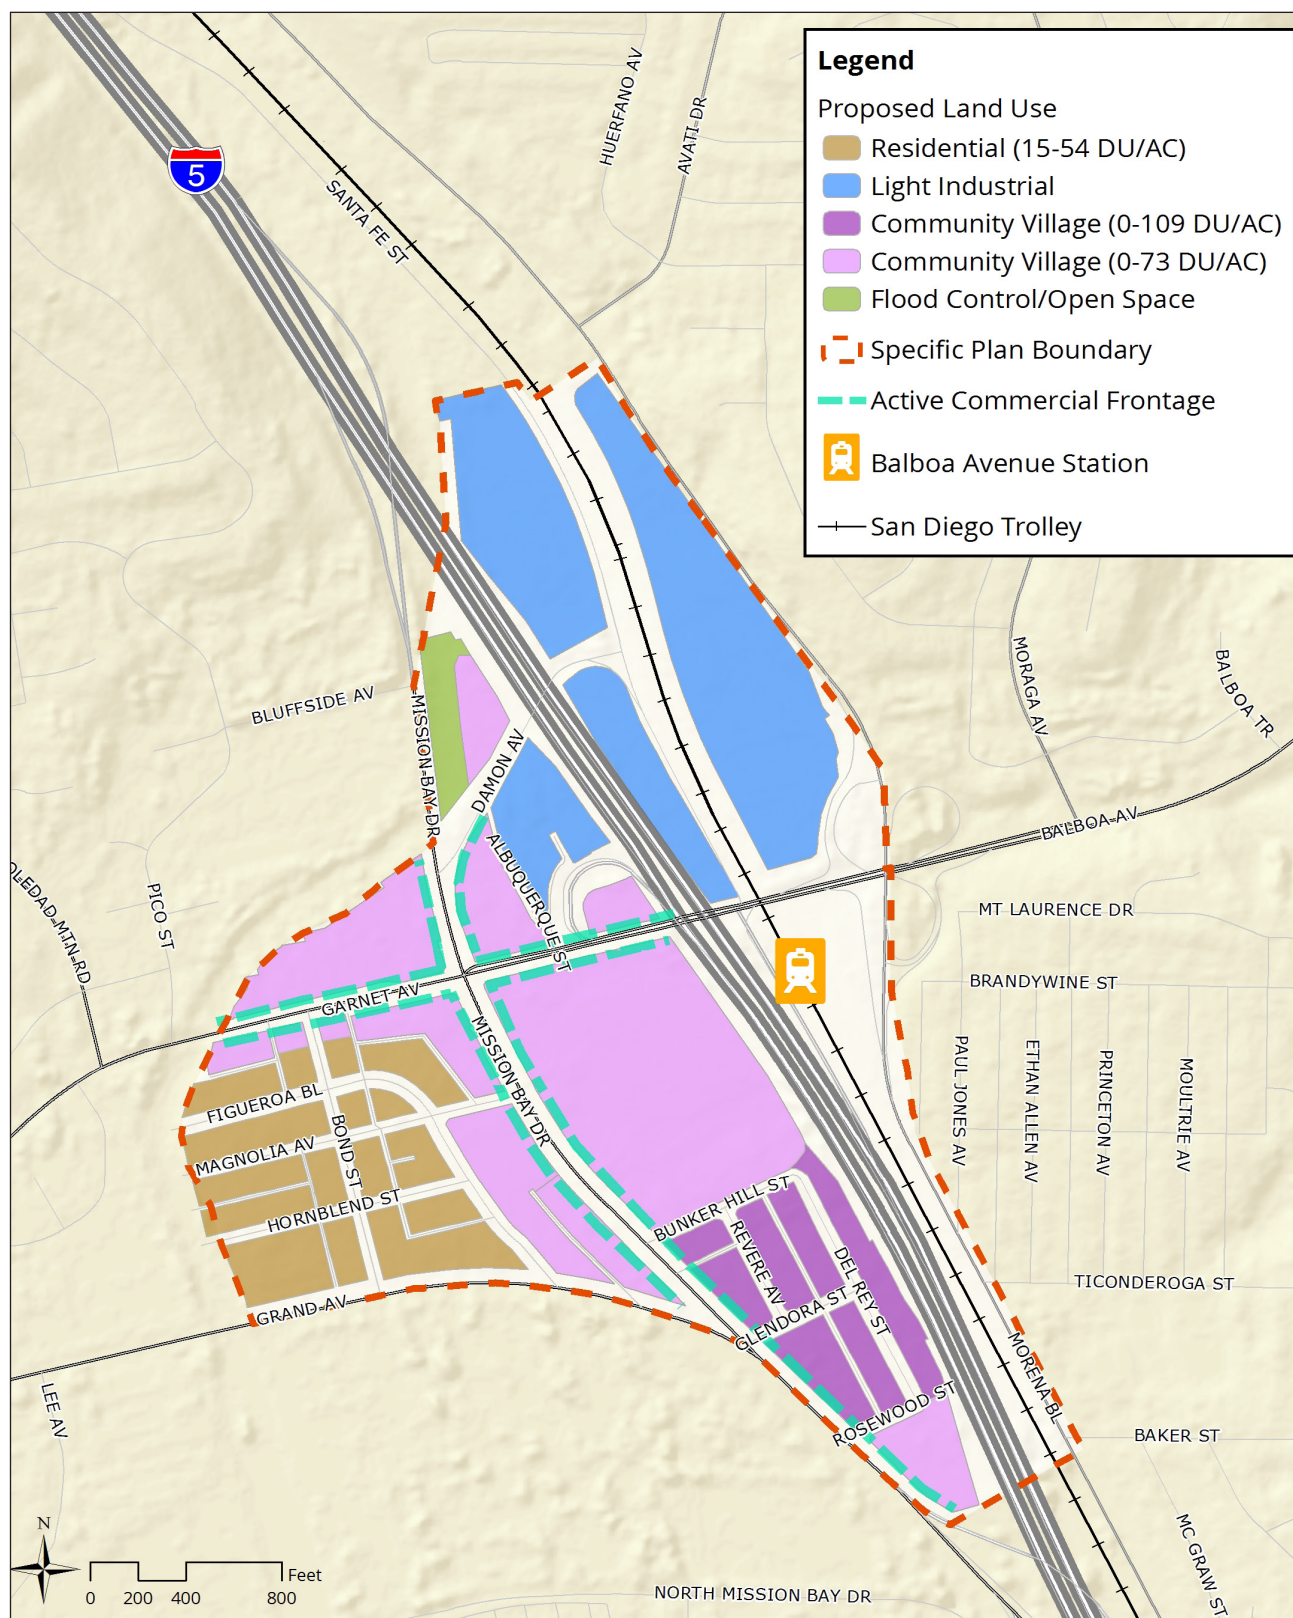 Legend
Proposed Land Use
Residential (15-54 DU/AC)
Light Industrial
Community Village (0-109 DU/AC)
Community Village (0-73 DU/AC)
Flood Control/Open Space
Specific Plan Boundary
Active Commercial Frontage
Balboa Avenue Station
San Diego Trolley
HUERFANO AV
AVATI DR
5
SANTA FE ST
MORAGA AV
BALBOA TR
BLUFFSIDE AV
MISSION BAY DR
DAMON AV
BALBOA AV
ALBUQUERQUE ST
OLEDAD MTN RD
PICO ST
MT LAURENCE DR
BRANDYWINE ST
GARNET AV
MISSION BAY DR
PAUL JONES AV
ETHAN ALLEN AV
PRINCETON AV
MOULTRIE AV
FIGUEROA BL
BOND ST
MAGNOLIA AV
HORNBLEND ST
BUNKER HILL ST
REVERE AV
DEL REY ST
GLENDORA ST
TICONDEROGA ST
GRAND AV
MORENA BL
LEE AV
ROSEWOOD ST
BAKER ST
MC GRAW ST
NORTH MISSION BAY DR
N
0 200 400 800 Feet